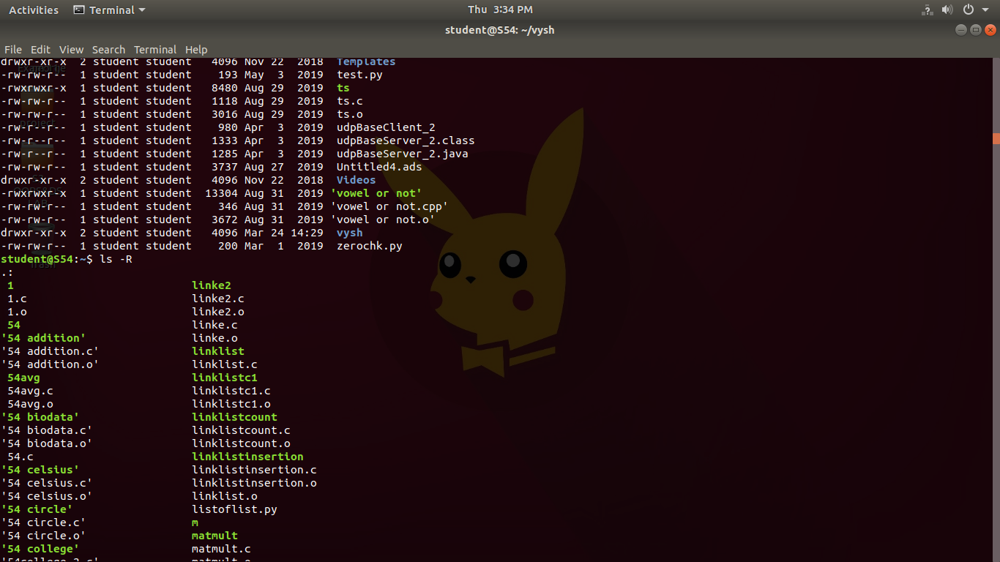 Activities Terminal Thu 3:34 PM
student@S54: ~/vysh
File Edit View Search Terminal Help
drwxr-xr-x  2 student student   4096 Nov 22  2018  Templates
-rw-rw-r--  1 student student    193 May  3  2019  test.py
-rwxrwxr-x  1 student student   8480 Aug 29  2019  ts
-rw-rw-r--  1 student student   1118 Aug 29  2019  ts.c
-rw-rw-r--  1 student student   3016 Aug 29  2019  ts.o
-rw-rw-r--  1 student student    980 Apr  3  2019  udpBaseClient_2
-rw-r--r--  1 student student   1333 Apr  3  2019  udpBaseServer_2.class
-rw-r--r--  1 student student   1285 Apr  3  2019  udpBaseServer_2.java
-rw-rw-r--  1 student student   3737 Aug 27  2019  Untitled4.ads
drwxr-xr-x  2 student student   4096 Nov 22  2018  Videos
-rwxrwxr-x  1 student student  13304 Aug 31  2019 'vowel or not'
-rw-rw-r--  1 student student    346 Aug 31  2019 'vowel or not.cpp'
-rw-rw-r--  1 student student   3672 Aug 31  2019 'vowel or not.o'
drwxr-xr-x  2 student student   4096 Mar 24 14:29  vysh
-rw-rw-r--  1 student student    200 Mar  1  2019  zerochk.py
student@S54:~$ ls -R
.:
 1                           linke2
 1.c                         linke2.c
 1.o                         linke2.o
 54                          linke.c
'54 addition'                linke.o
'54 addition.c'              linklist
'54 addition.o'              linklist.c
 54avg                       linklistc1
 54avg.c                     linklistc1.c
 54avg.o                     linklistc1.o
'54 biodata'                 linklistcount
'54 biodata.c'               linklistcount.c
'54 biodata.o'               linklistcount.o
 54.c                        linklistinsertion
'54 celsius'                 linklistinsertion.c
'54 celsius.c'               linklistinsertion.o
'54 celsius.o'               linklist.o
'54 circle'                  listoflist.py
'54 circle.c'                m
'54 circle.o'                matmult
'54 college'                 matmult.c
'54college 2.c'              matmult.o